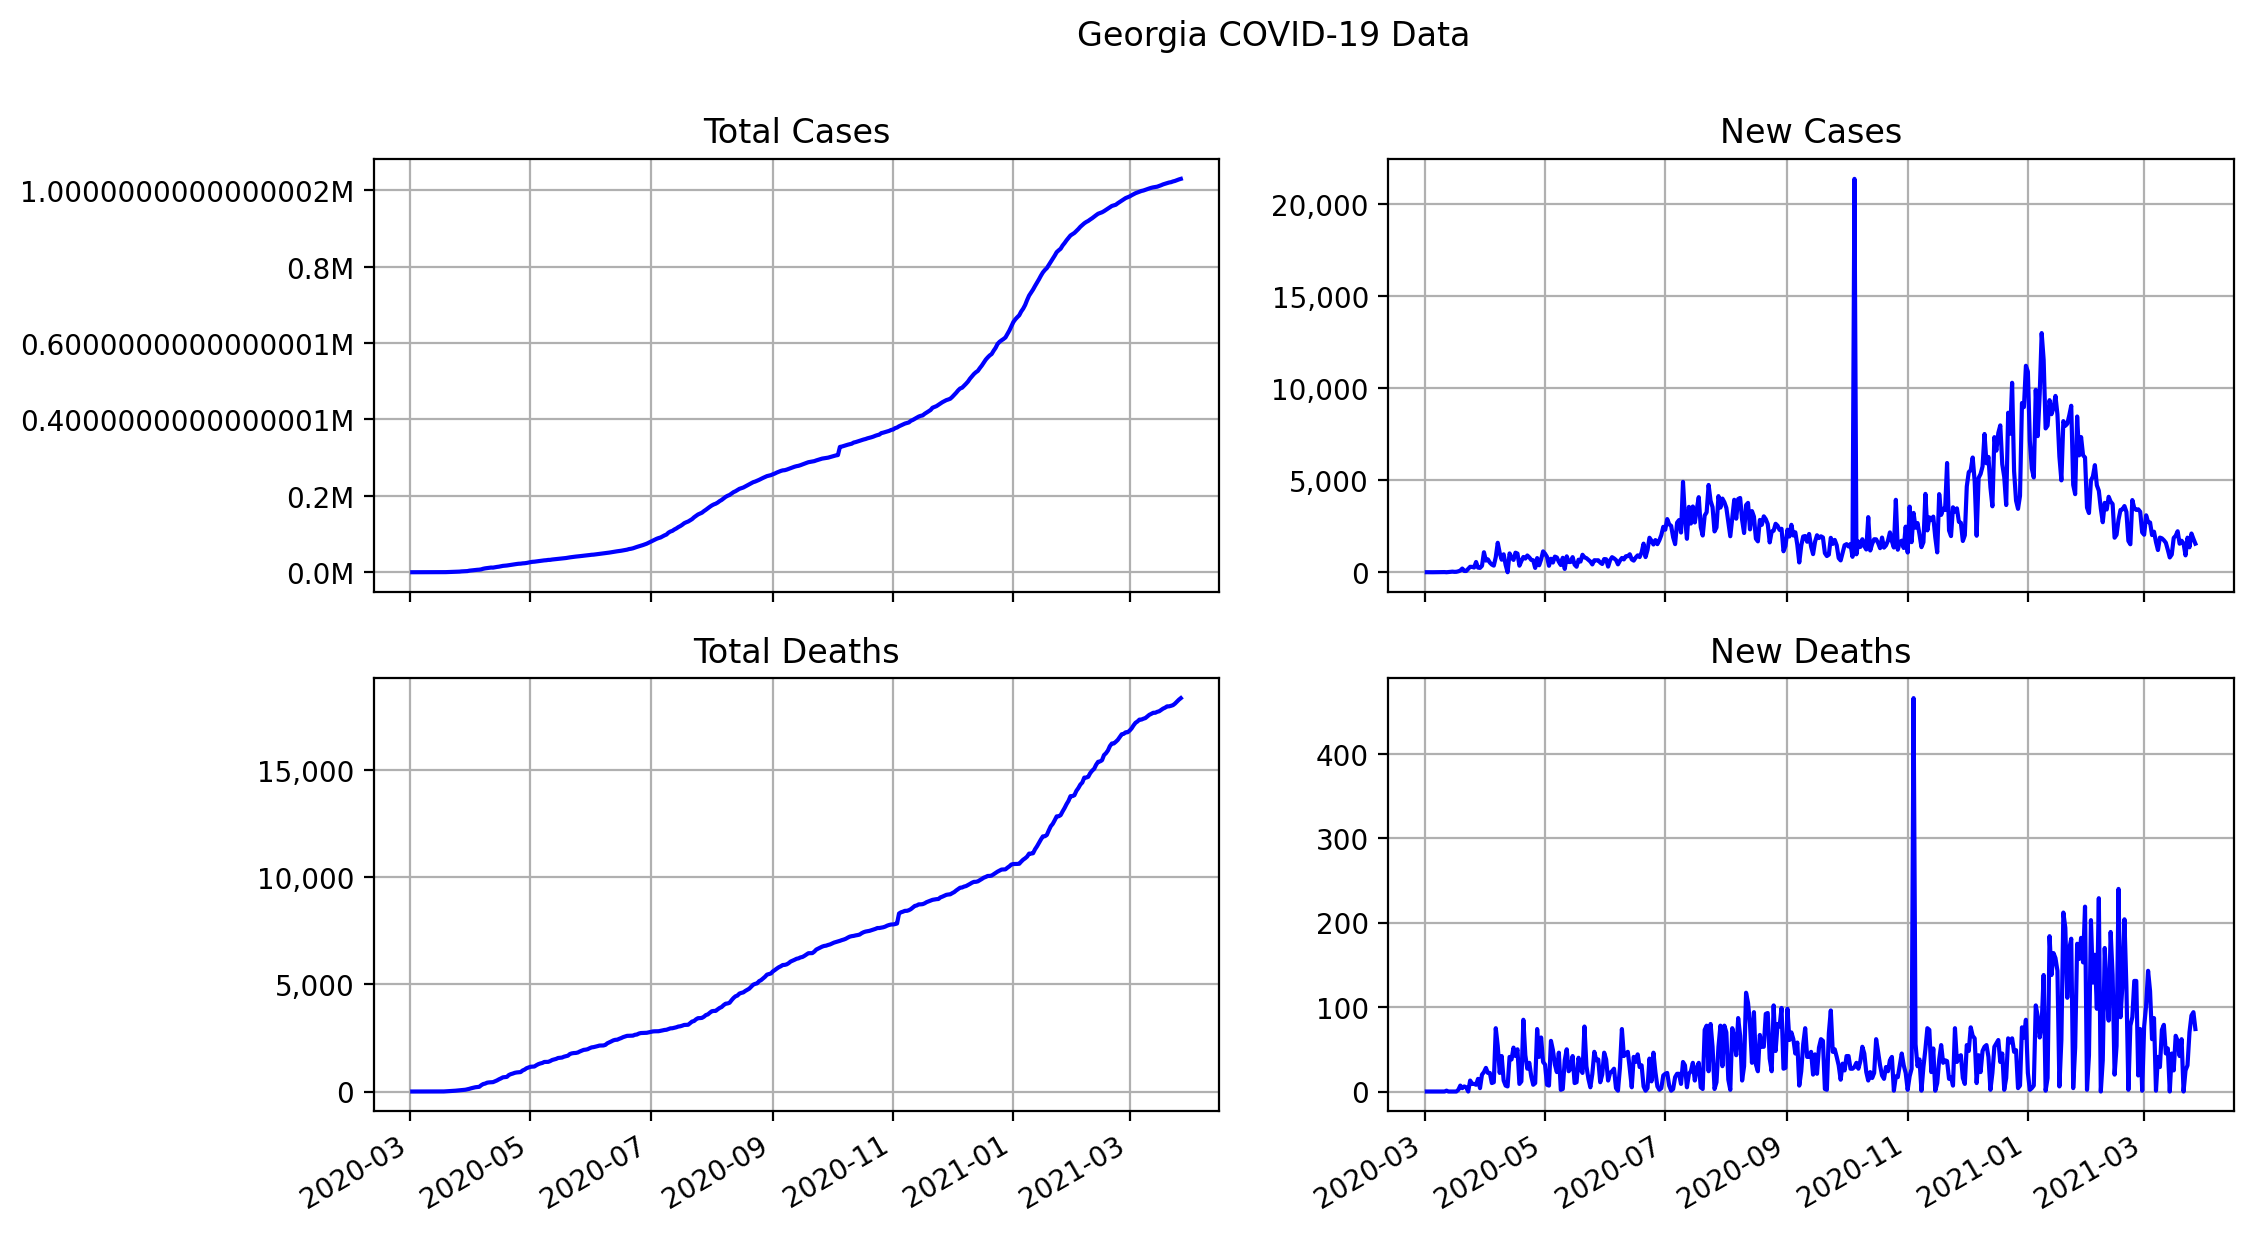 Georgia COVID-19 Data
Total Cases
1.0000000000000002M
0.8M
0.6000000000000001M
0.4000000000000001M
0.2M
0.0M
New Cases
20,000
15,000
10,000
5,000
0
Total Deaths
15,000
10,000
5,000
0
2020-03
2020-05
2020-07
2020-09
2020-11
2021-01
2021-03
New Deaths
400
300
200
100
0
2020-03
2020-05
2020-07
2020-09
2020-11
2021-01
2021-03